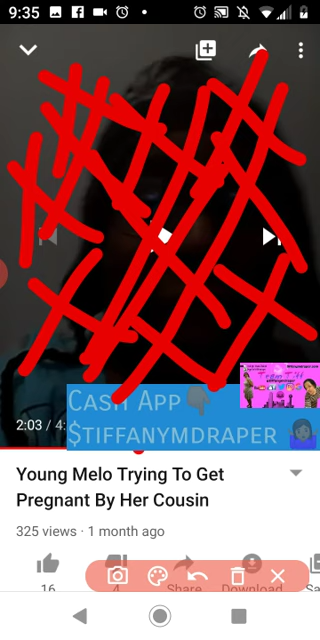 9:35
CASH APP
$TIFFANYMDRAPER
2:03 / 4:
Young Melo Trying To Get
Pregnant By Her Cousin
325 views · 1 month ago
16
4
Share
Download
Sa